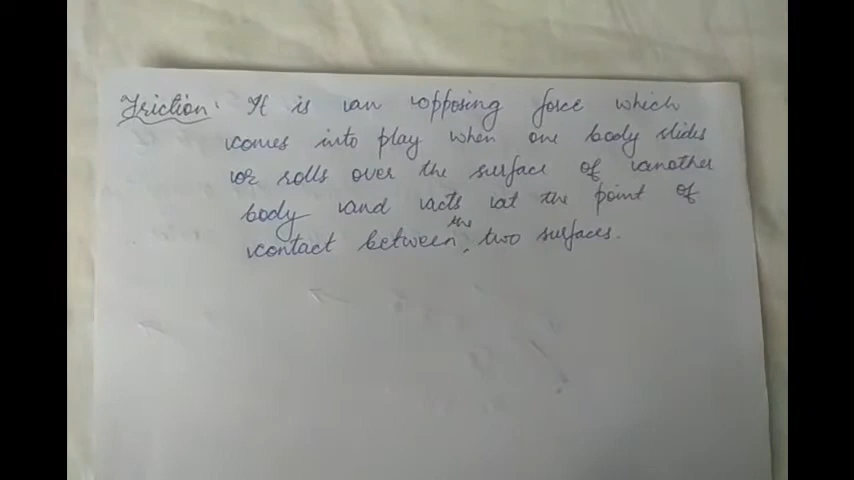 Friction: It is an opposing force which
comes into play when one body slides
or rolls over the surface of another
body and acts at the point of
contact between the two surfaces.